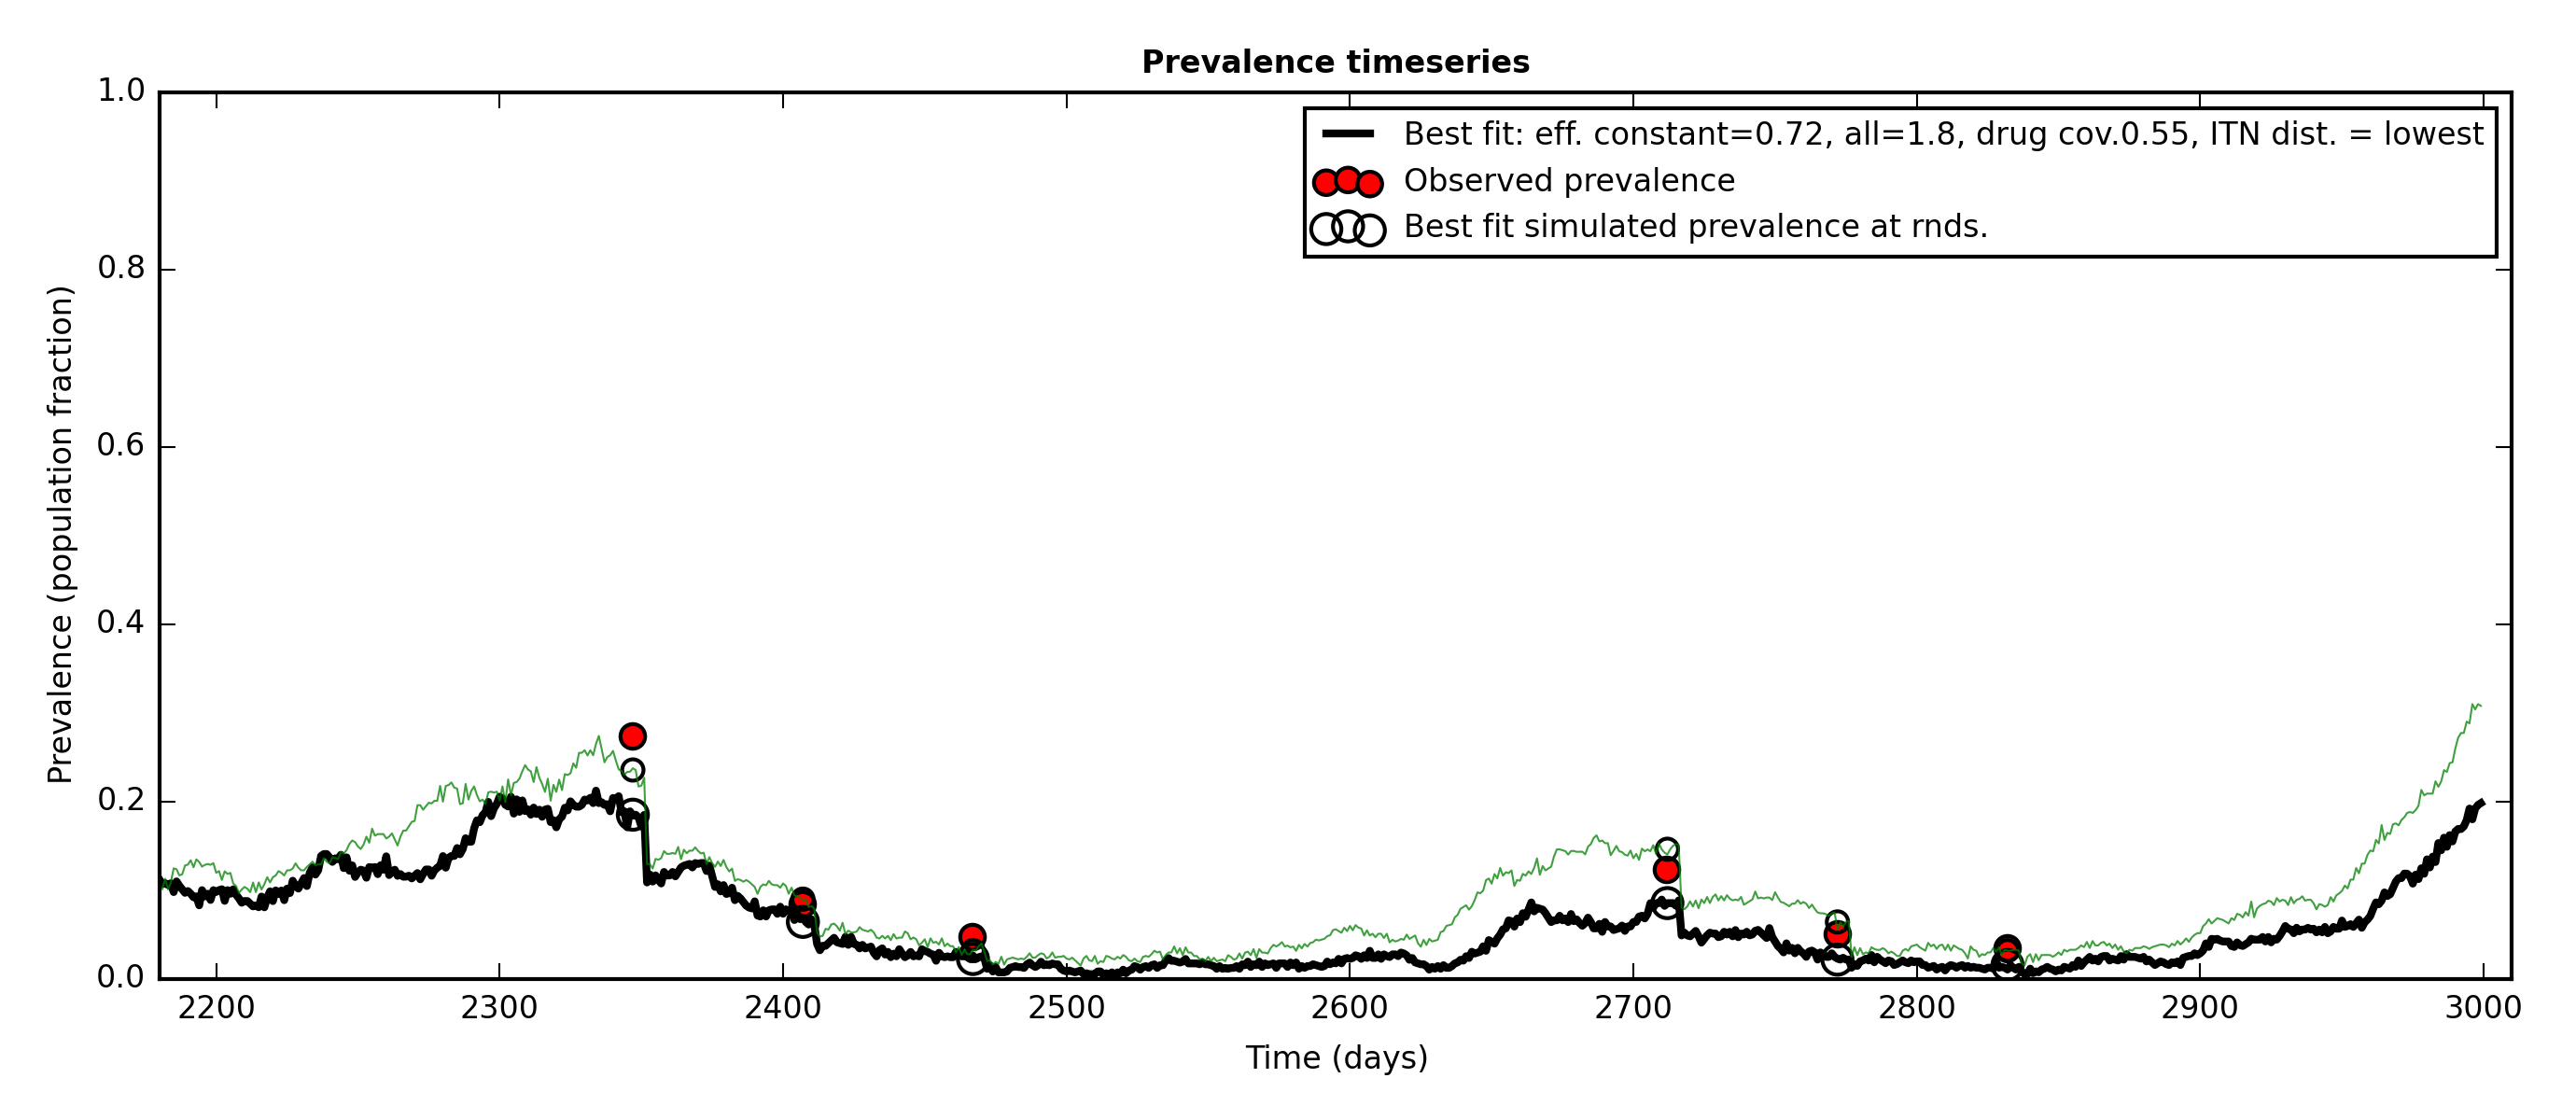 Prevalence timeseries
1.0
0.8
0.6
0.4
0.2
0.0
Prevalence (population fraction)
Best fit: eff. constant=0.72, all=1.8, drug cov.0.55, ITN dist. = lowest
Observed prevalence
Best fit simulated prevalence at rnds.
2200 2300 2400 2500 2600 2700 2800 2900 3000
Time (days)